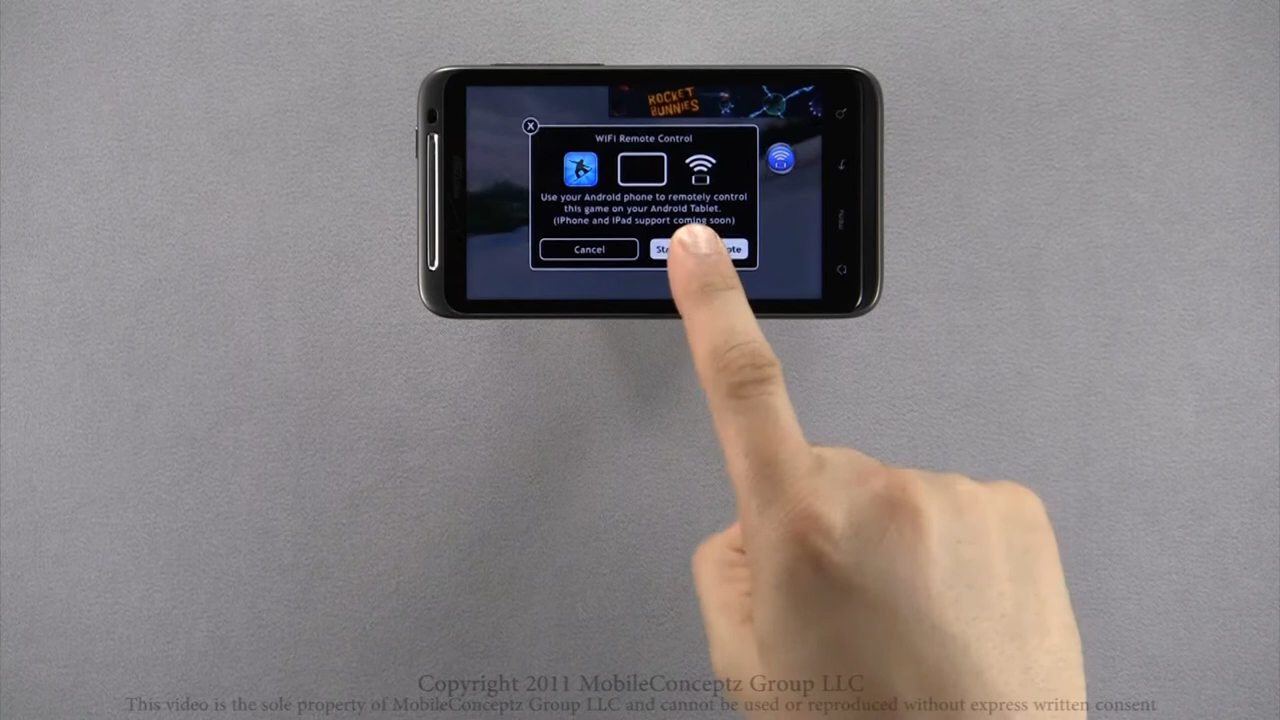 ROCKET
BUNNIES
X
WIFI Remote Control
Use your Android phone to remotely control
this game on your Android Tablet.
(iPhone and iPad support coming soon)
Cancel
menu
Copyright 2011 MobileConceptz Group LLC
This video is the sole property of MobileConceptz Group LLC and cannot be used or reproduced without express written consent